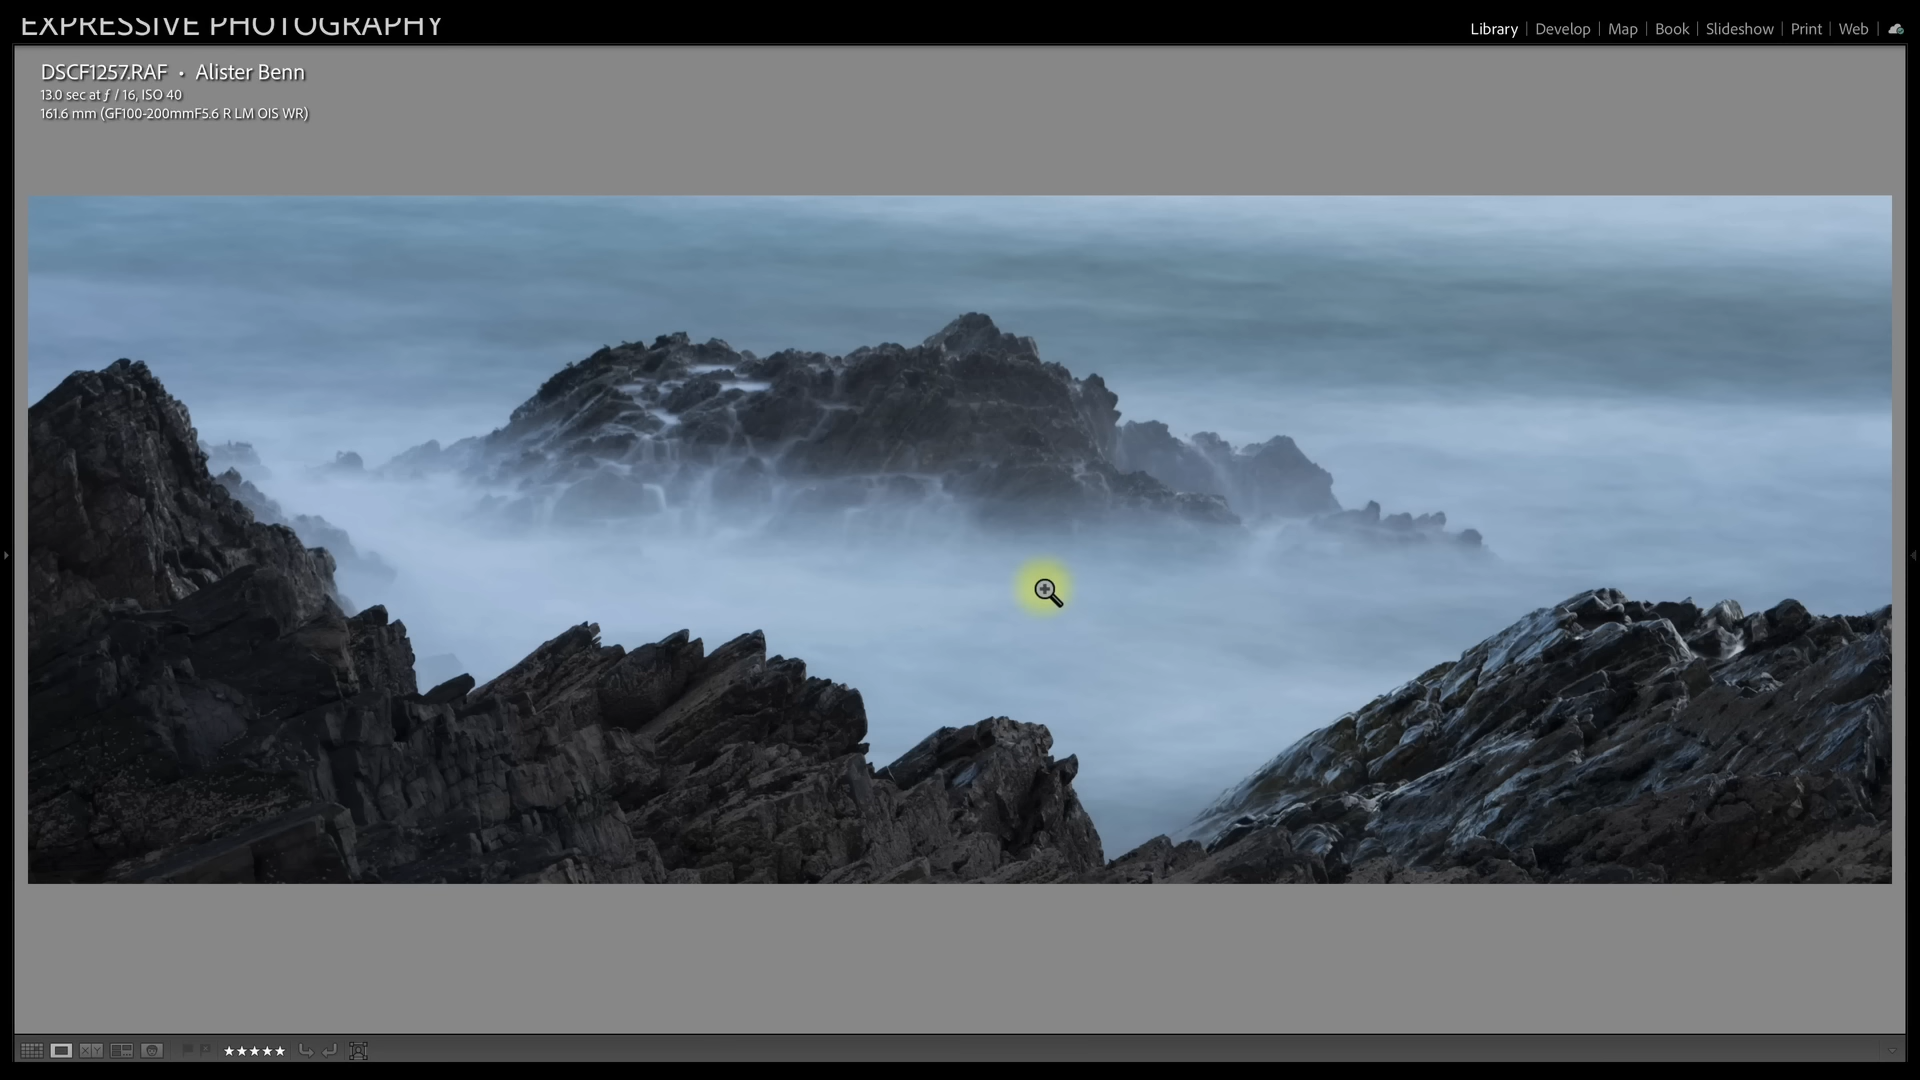 EXPRESSIVE PHOTOGRAPHY
Library | Develop | Map | Book | Slideshow | Print | Web
DSCF1257.RAF • Alister Benn
13.0 sec at ƒ / 16, ISO 40
161.6 mm (GF100-200mmF5.6 R LM OIS WR)
XY